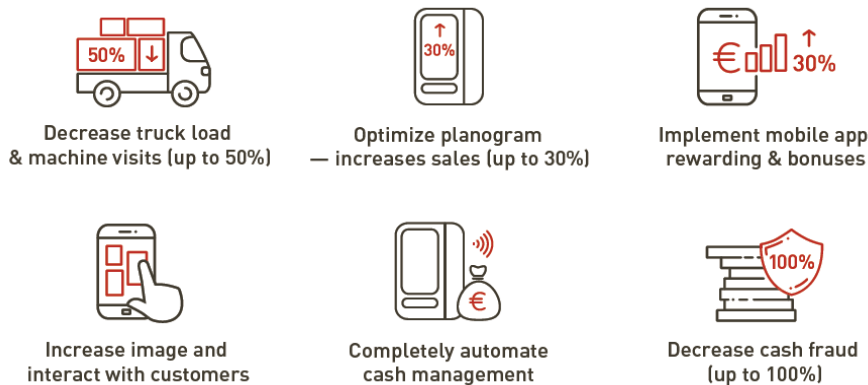 50%
↓
Decrease truck load
& machine visits (up to 50%)
↑
30%
Optimize planogram
— increases sales (up to 30%)
€ ↑
30%
Implement mobile app
rewarding & bonuses
Increase image and
interact with customers
€
Completely automate
cash management
100%
Decrease cash fraud
(up to 100%)